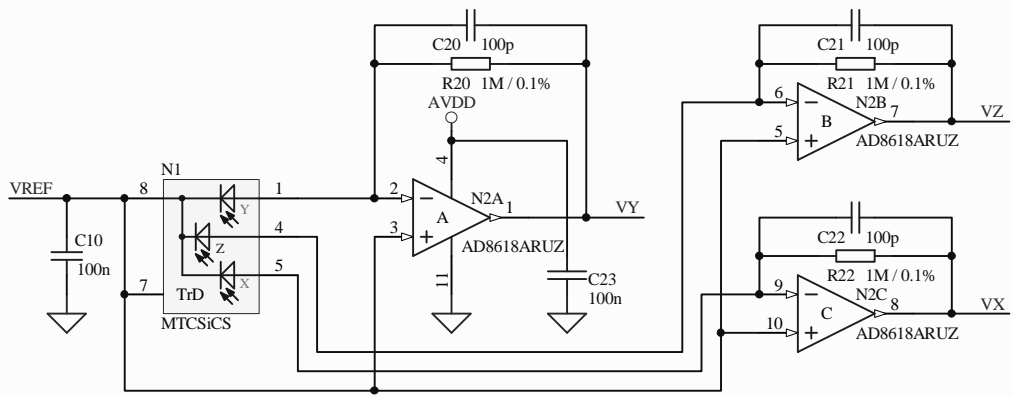 C20 100p
R20 1M / 0.1%
AVDD
4
N1
VREF
8
1
Y
4
Z
5
X
7
TrD
MTCSiCS
C10
100n
2
3
A
N2A
1
VY
AD8618ARUZ
11
C23
100n
C21 100p
R21 1M / 0.1%
6
N2B
B
7
VZ
5
AD8618ARUZ
C22 100p
R22 1M / 0.1%
9
N2C
C
8
VX
10
AD8618ARUZ